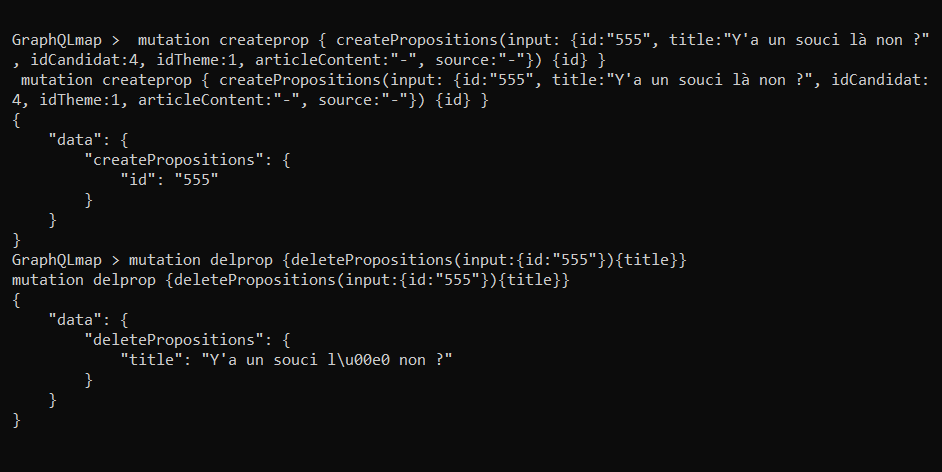 GraphQLmap >  mutation createprop { createPropositions(input: {id:"555", title:"Y'a un souci là non ?"
, idCandidat:4, idTheme:1, articleContent:"-", source:"-"}) {id} }
 mutation createprop { createPropositions(input: {id:"555", title:"Y'a un souci là non ?", idCandidat:
4, idTheme:1, articleContent:"-", source:"-"}) {id} }
{
    "data": {
        "createPropositions": {
            "id": "555"
        }
    }
}
GraphQLmap > mutation delprop {deletePropositions(input:{id:"555"}){title}}
mutation delprop {deletePropositions(input:{id:"555"}){title}}
{
    "data": {
        "deletePropositions": {
            "title": "Y'a un souci l\u00e0 non ?"
        }
    }
}